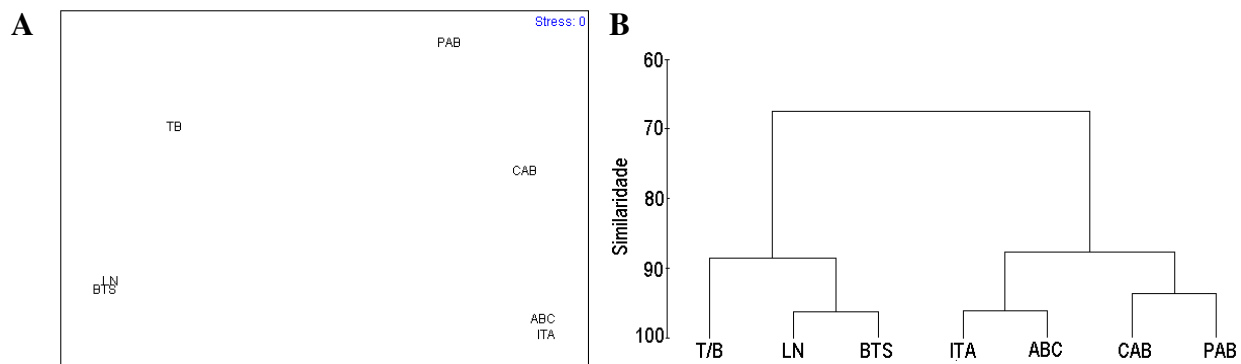 A
Stress: 0
PAB
TB
CAB
LN
BTS
ABC
ITA
B
Similaridade
60
70
80
90
100
T/B LN BTS ITA ABC CAB PAB